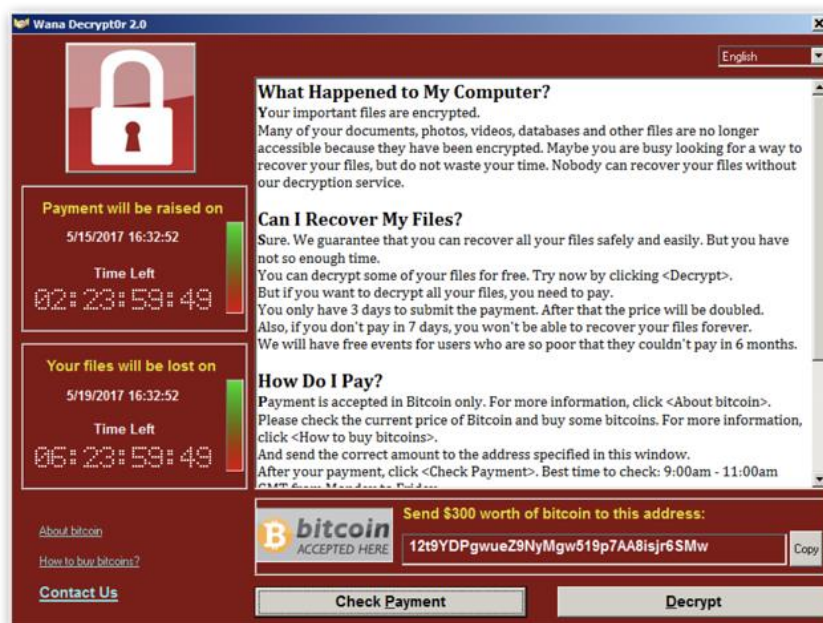 Wana Decrypt0r 2.0
English
Payment will be raised on
5/15/2017 16:32:52
Time Left
02:23:59:49
Your files will be lost on
5/19/2017 16:32:52
Time Left
06:23:59:49
About bitcoin
How to buy bitcoins?
Contact Us
What Happened to My Computer?
Your important files are encrypted.
Many of your documents, photos, videos, databases and other files are no longer
accessible because they have been encrypted. Maybe you are busy looking for a way to
recover your files, but do not waste your time. Nobody can recover your files without
our decryption service.
Can I Recover My Files?
Sure. We guarantee that you can recover all your files safely and easily. But you have
not so enough time.
You can decrypt some of your files for free. Try now by clicking <Decrypt>.
But if you want to decrypt all your files, you need to pay.
You only have 3 days to submit the payment. After that the price will be doubled.
Also, if you don't pay in 7 days, you won't be able to recover your files forever.
We will have free events for users who are so poor that they couldn't pay in 6 months.
How Do I Pay?
Payment is accepted in Bitcoin only. For more information, click <About bitcoin>.
Please check the current price of Bitcoin and buy some bitcoins. For more information,
click <How to buy bitcoins>.
And send the correct amount to the address specified in this window.
After your payment, click <Check Payment>. Best time to check: 9:00am - 11:00am
GMT from Monday to Friday
bitcoin
ACCEPTED HERE
Send $300 worth of bitcoin to this address:
12t9YDPgwueZ9NyMgw519p7AA8isjr6SMw
Copy
Check Payment
Decrypt